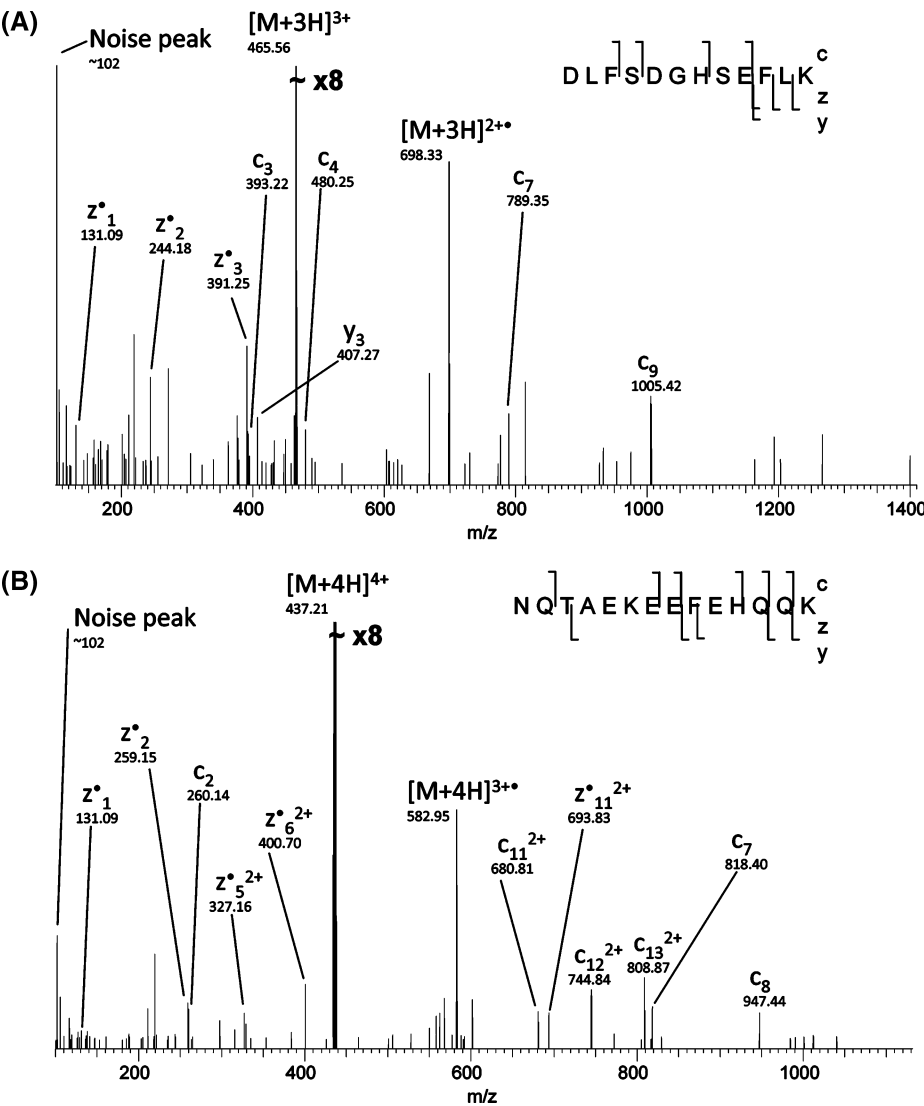 (A)
Noise peak
~102
[M+3H]3+
465.56
~ x8
D L F S D G H S E F L K
c
z
y
[M+3H]2+•
698.33
c3
393.22
c4
480.25
c7
789.35
z•1
131.09
z•2
244.18
z•3
391.25
y3
407.27
c9
1005.42
200 400 600 800 1000 1200 1400
m/z
(B)
Noise peak
~102
[M+4H]4+
437.21
~ x8
N Q T A E K E E F E H Q Q K
c
z
y
z•2
259.15
c2
260.14
z•1
131.09
z•6 2+
400.70
z•5 2+
327.16
[M+4H]3+•
582.95
z•11 2+
693.83
c11 2+
680.81
c7
818.40
c12 2+
744.84
c13 2+
808.87
c8
947.44
200 400 600 800 1000
m/z